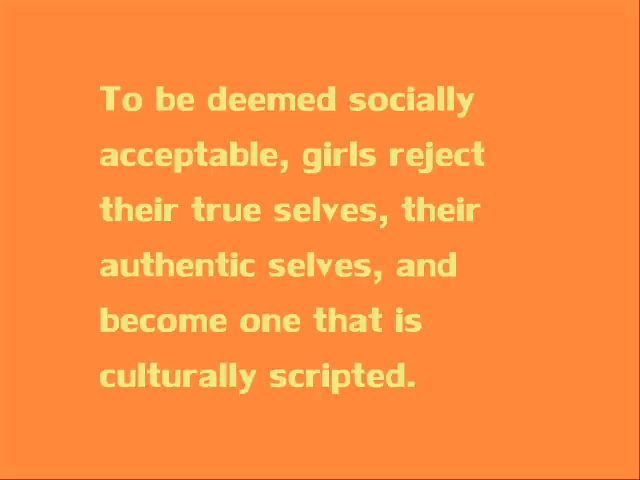 To be deemed socially
acceptable, girls reject
their true selves, their
authentic selves, and
become one that is
culturally scripted.